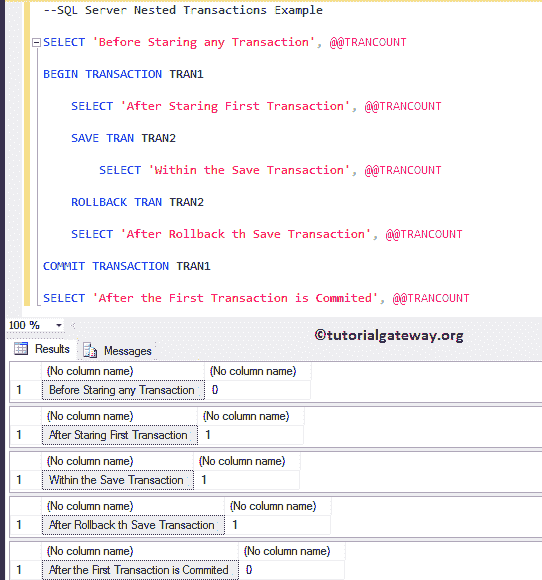 --SQL Server Nested Transactions Example
SELECT 'Before Staring any Transaction', @@TRANCOUNT
BEGIN TRANSACTION TRAN1
SELECT 'After Staring First Transaction', @@TRANCOUNT
SAVE TRAN TRAN2
SELECT 'Within the Save Transaction', @@TRANCOUNT
ROLLBACK TRAN TRAN2
SELECT 'After Rollback th Save Transaction', @@TRANCOUNT
COMMIT TRANSACTION TRAN1
SELECT 'After the First Transaction is Commited', @@TRANCOUNT
100 %
©tutorialgateway.org
Results Messages
(No column name) (No column name)
1 Before Staring any Transaction 0
(No column name) (No column name)
1 After Staring First Transaction 1
(No column name) (No column name)
1 Within the Save Transaction 1
(No column name) (No column name)
1 After Rollback th Save Transaction 1
(No column name) (No column name)
1 After the First Transaction is Commited 0